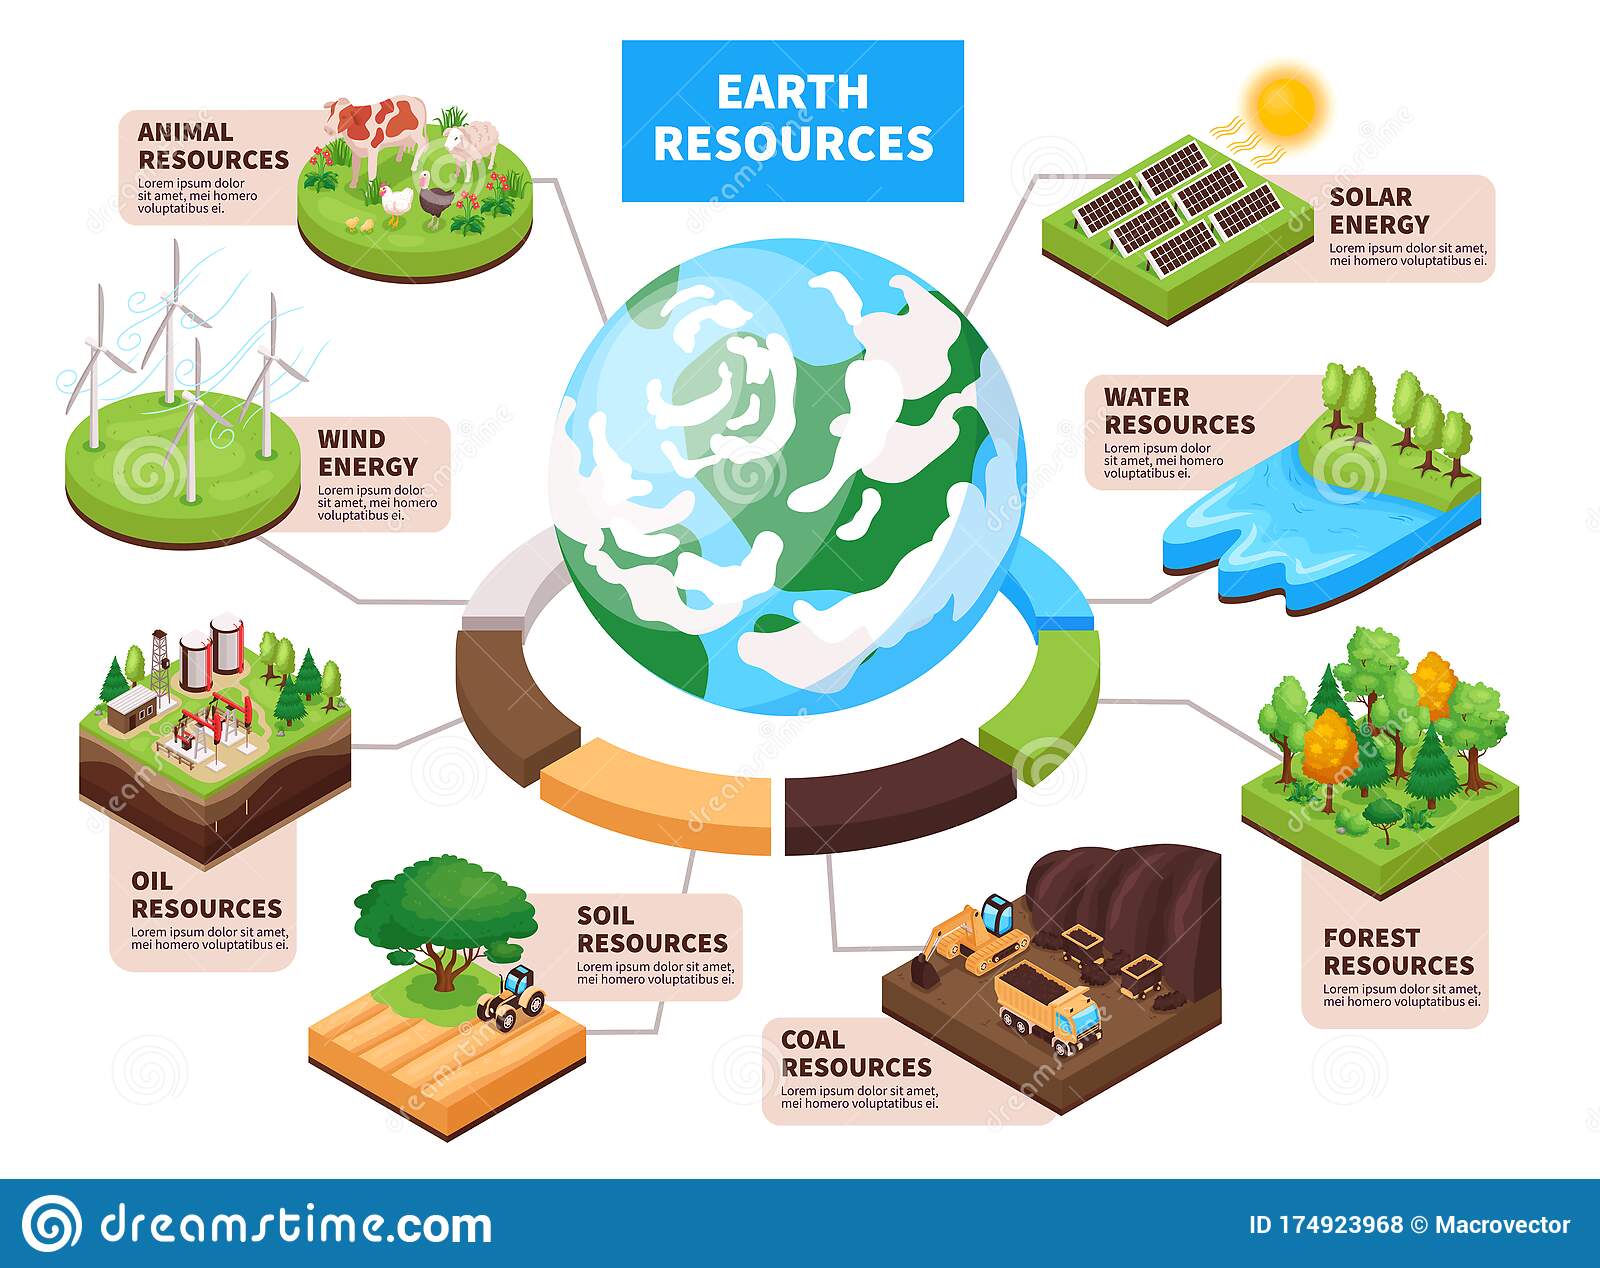 EARTH
RESOURCES
ANIMAL
RESOURCES
Lorem ipsum dolor
sit amet, mei homero
voluptatibus ei.
SOLAR
ENERGY
Lorem ipsum dolor sit amet,
mei homero voluptatibus ei.
WIND
ENERGY
Lorem ipsum dolor
sit amet, mei homero
voluptatibus ei.
WATER
RESOURCES
Lorem ipsum dolor
sit amet, mei homero
voluptatibus ei.
OIL
RESOURCES
Lorem ipsum dolor sit amet,
mei homero voluptatibus ei.
SOIL
RESOURCES
Lorem ipsum dolor sit amet,
mei homero voluptatibus ei.
COAL
RESOURCES
Lorem ipsum dolor sit amet,
mei homero voluptatibus ei.
FOREST
RESOURCES
Lorem ipsum dolor sit amet,
mei homero voluptatibus ei.
dreamstime.com
ID 174923968 © Macrovector